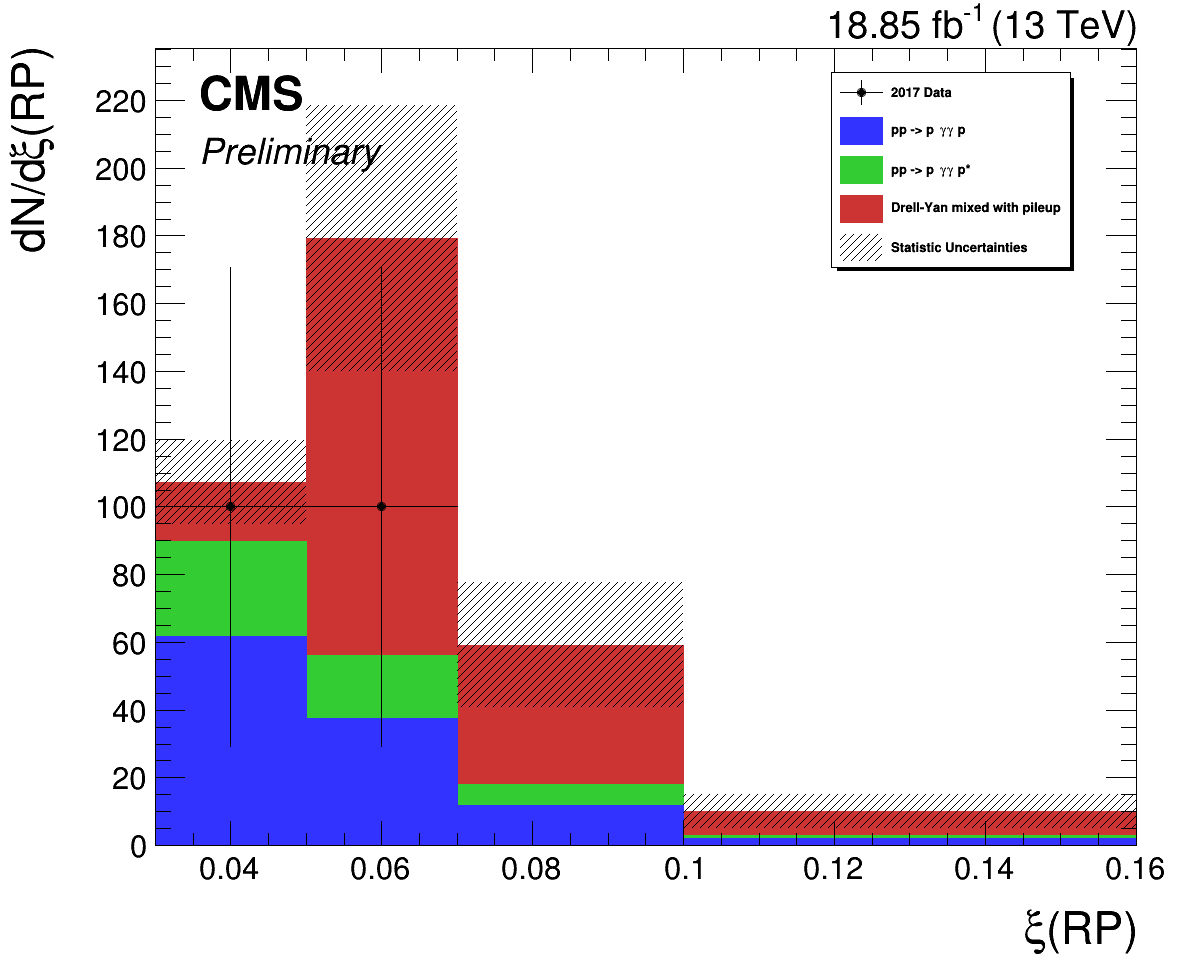 18.85 fb-1 (13 TeV)
dN/dξ(RP)
CMS
Preliminary
2017 Data
pp -> p γγ p
pp -> p γγ p*
Drell-Yan mixed with pileup
Statistic Uncertainties
220
200
180
160
140
120
100
80
60
40
20
0
0.04 0.06 0.08 0.1 0.12 0.14 0.16
ξ(RP)